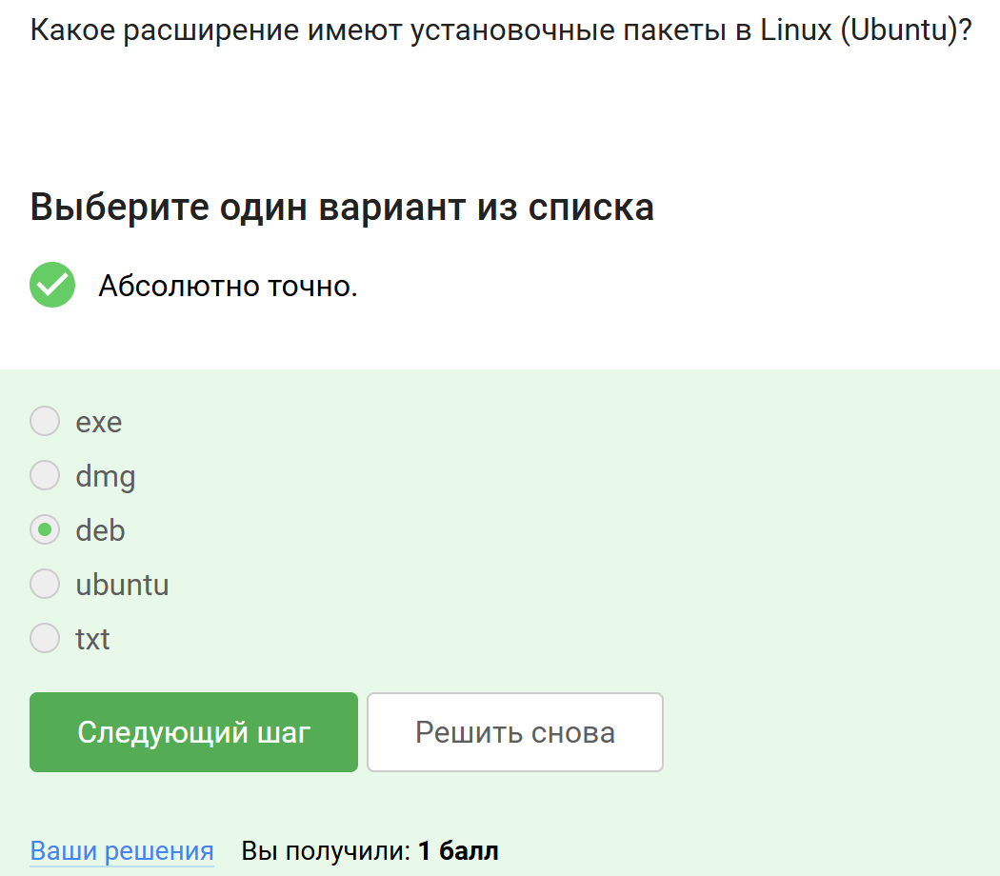 Какое расширение имеют установочные пакеты в Linux (Ubuntu)?
Выберите один вариант из списка
Абсолютно точно.
exe
dmg
deb
ubuntu
txt
Следующий шаг
Решить снова
Ваши решения Вы получили: 1 балл